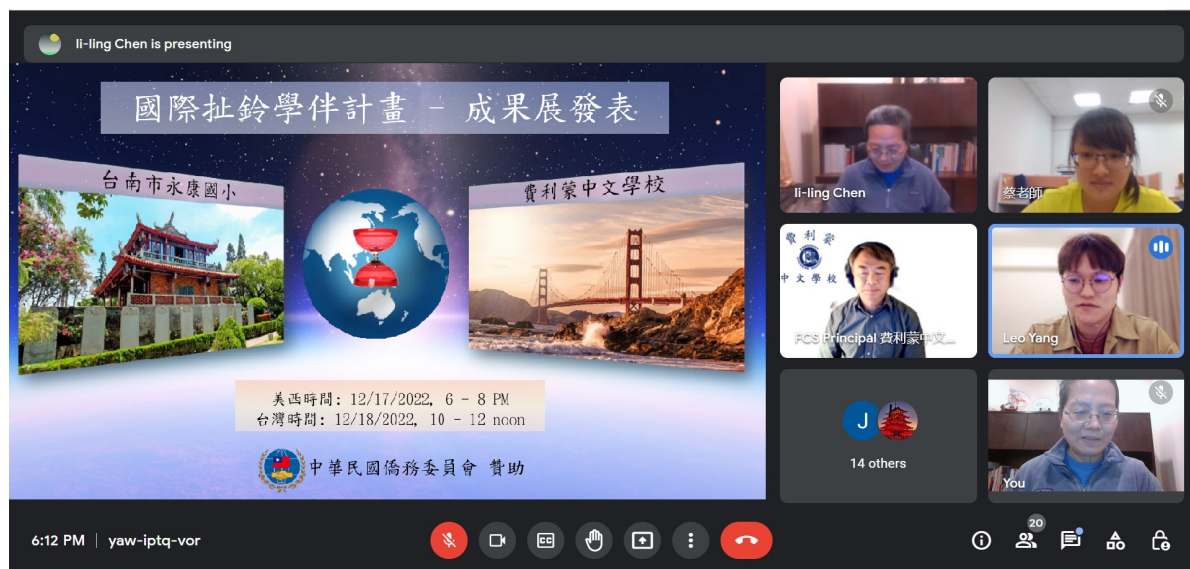 li-ling Chen is presenting
國際扯鈴學伴計畫 - 成果展發表
台南市永康國小
費利蒙中文學校
美西時間: 12/17/2022, 6 - 8 PM
台灣時間: 12/18/2022, 10 - 12 noon
中華民國僑務委員會 贊助
li-ling Chen
蔡老師
費利蒙
中文學校
FCS Principal 費利蒙中文...
Leo Yang
J
14 others
You
6:12 PM | yaw-iptq-vor
CC
20